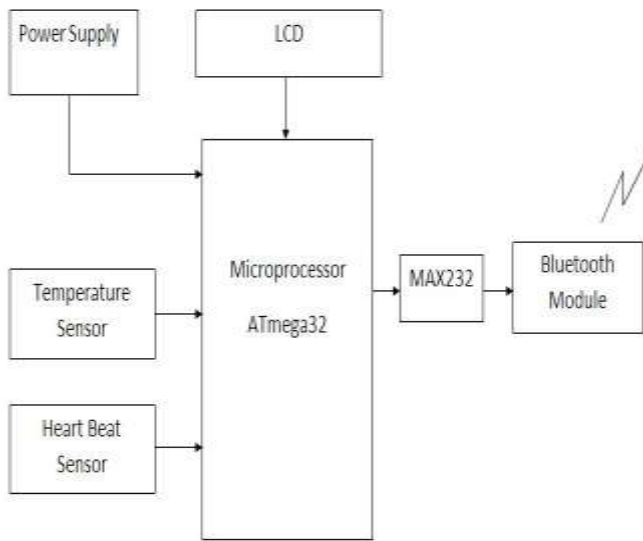 Power Supply
LCD
Microprocessor
ATmega32
MAX232
Bluetooth
Module
Temperature
Sensor
Heart Beat
Sensor